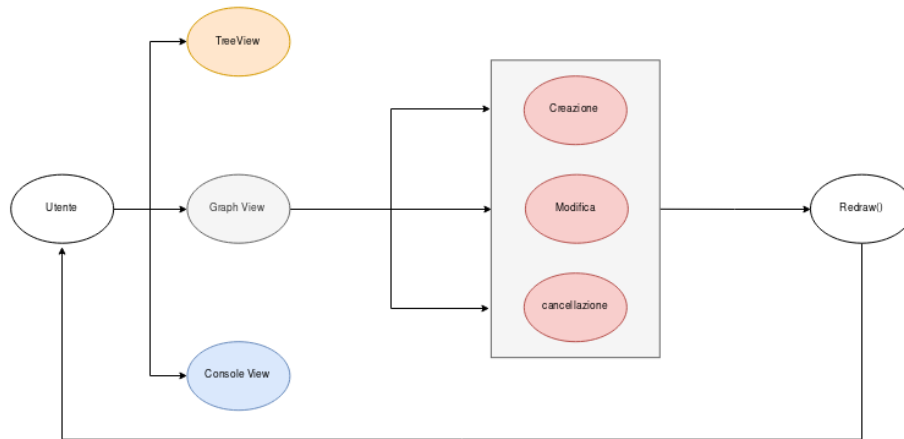 TreeView
Creazione
Utente
Graph View
Modifica
Redraw()
cancellazione
Console View